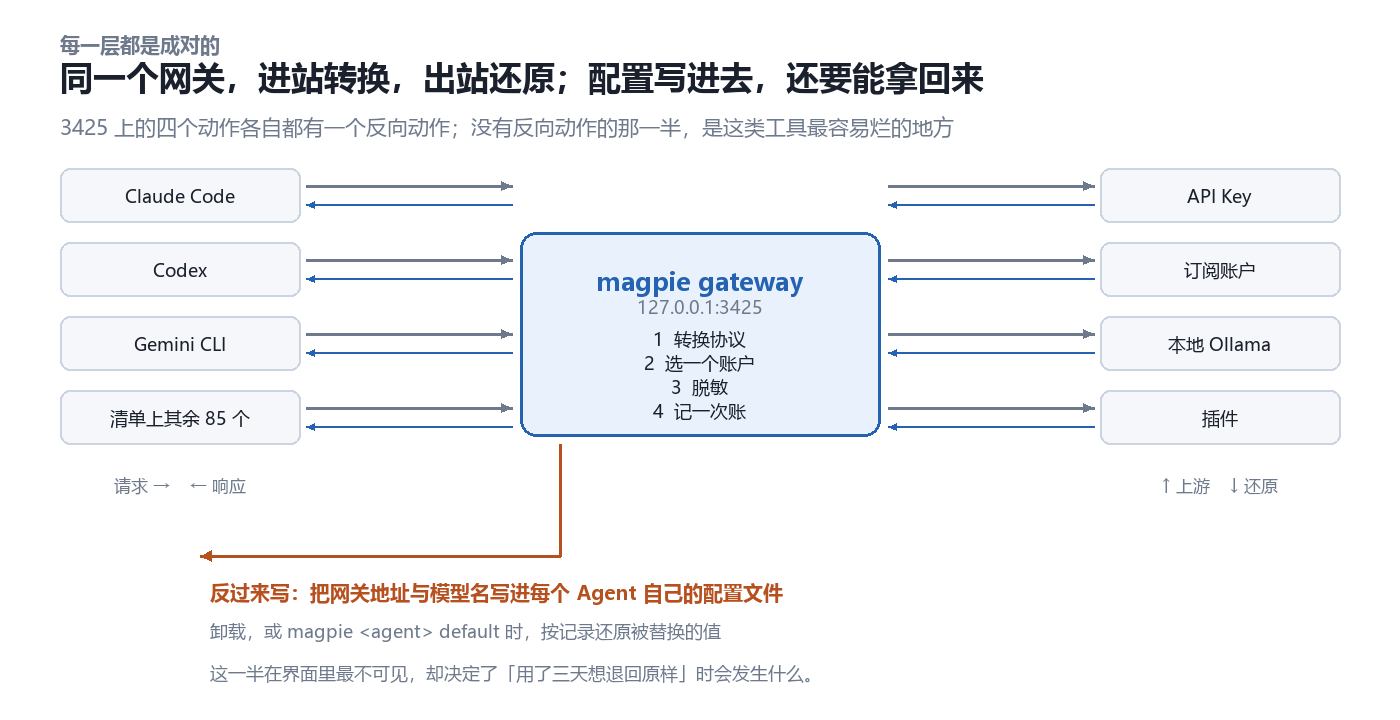 每一层都是成对的
同一个网关，进站转换，出站还原；配置写进去，还要能拿回来
3425 上的四个动作各自都有一个反向动作；没有反向动作的那一半，是这类工具最容易烂的地方
Claude Code
Codex
Gemini CLI
清单上其余 85 个
请求 → ← 响应
magpie gateway
127.0.0.1:3425
1 转换协议
2 选一个账户
3 脱敏
4 记一次账
API Key
订阅账户
本地 Ollama
插件
↑ 上游 ↓ 还原
反过来写：把网关地址与模型名写进每个 Agent 自己的配置文件
卸载，或 magpie <agent> default 时，按记录还原被替换的值
这一半在界面里最不可见，却决定了「用了三天想退回原样」时会发生什么。